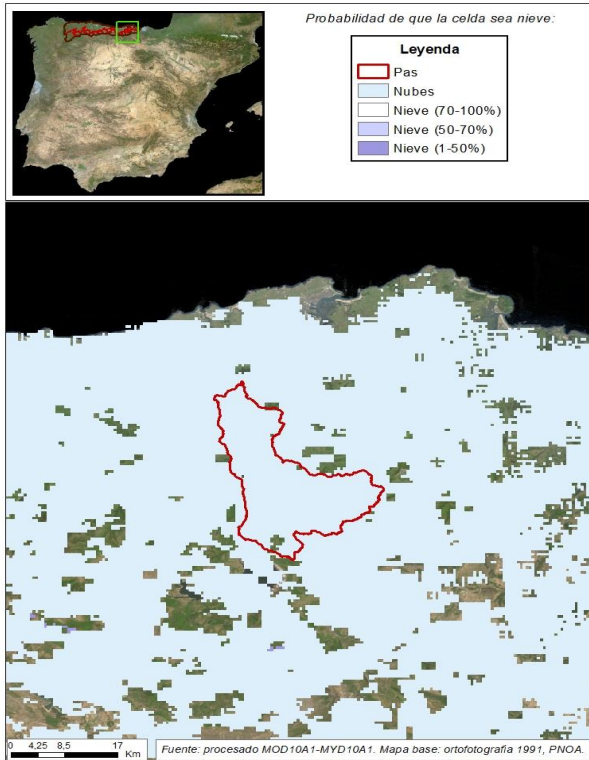 Probabilidad de que la celda sea nieve:
Leyenda
Pas
Nubes
Nieve (70-100%)
Nieve (50-70%)
Nieve (1-50%)
0 4,25 8,5 17
Km
Fuente: procesado MOD10A1-MYD10A1. Mapa base: ortofotografía 1991, PNOA.